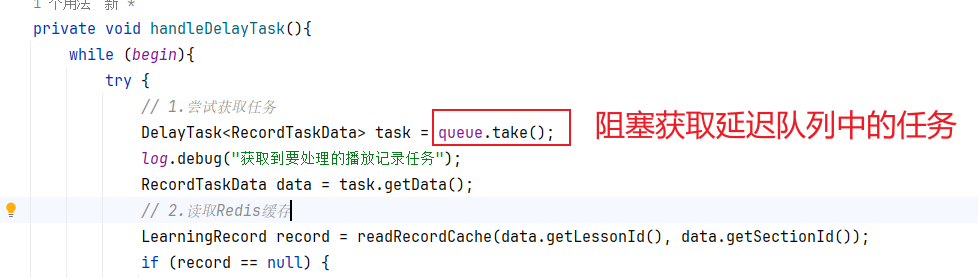 1 个用法 新 *
private void handleDelayTask(){
while (begin){
try {
// 1.尝试获取任务
DelayTask<RecordTaskData> task = queue.take();
阻塞获取延迟队列中的任务
log.debug("获取到要处理的播放记录任务");
RecordTaskData data = task.getData();
// 2.读取Redis缓存
LearningRecord record = readRecordCache(data.getLessonId(), data.getSectionId());
if (record == null) {